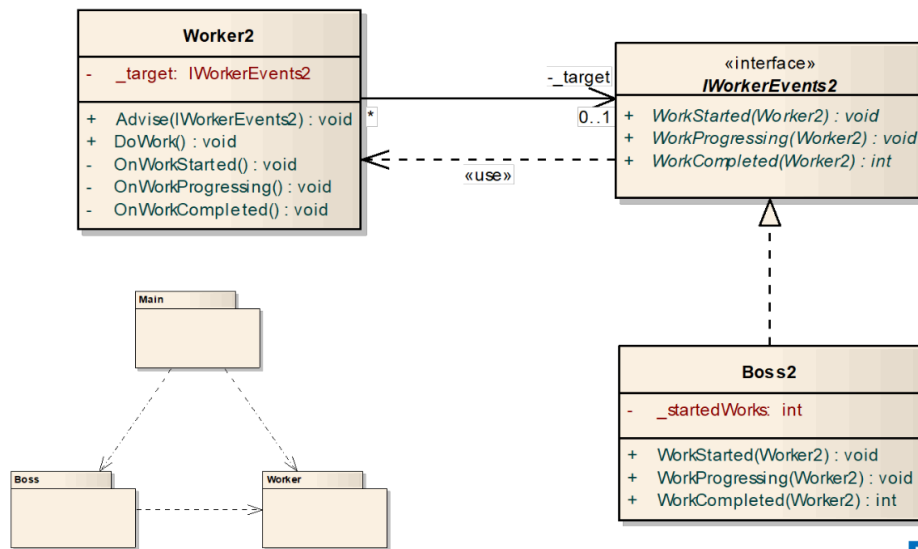 Worker2
- _target: IWorkerEvents2
+ Advise(IWorkerEvents2) : void
+ DoWork() : void
- OnWorkStarted() : void
- OnWorkProgressing() : void
- OnWorkCompleted() : void
-_target
*
0..1
«use»
«interface»
IWorkerEvents2
+ WorkStarted(Worker2) : void
+ WorkProgressing(Worker2) : void
+ WorkCompleted(Worker2) : int
Main
Boss
Worker
Boss2
- _startedWorks: int
+ WorkStarted(Worker2) : void
+ WorkProgressing(Worker2) : void
+ WorkCompleted(Worker2) : int